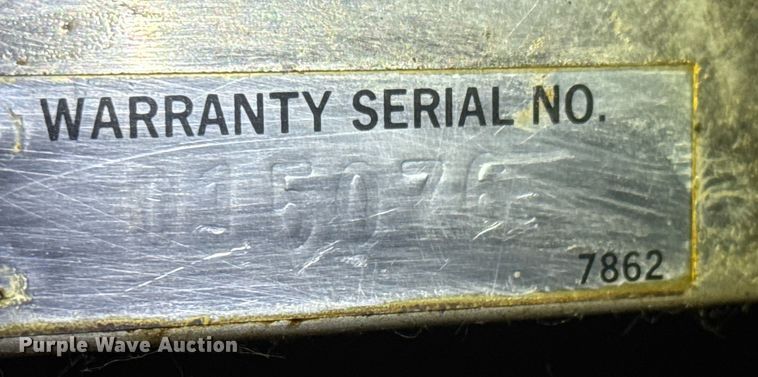 WARRANTY SERIAL NO.
7862
Purple Wave Auction